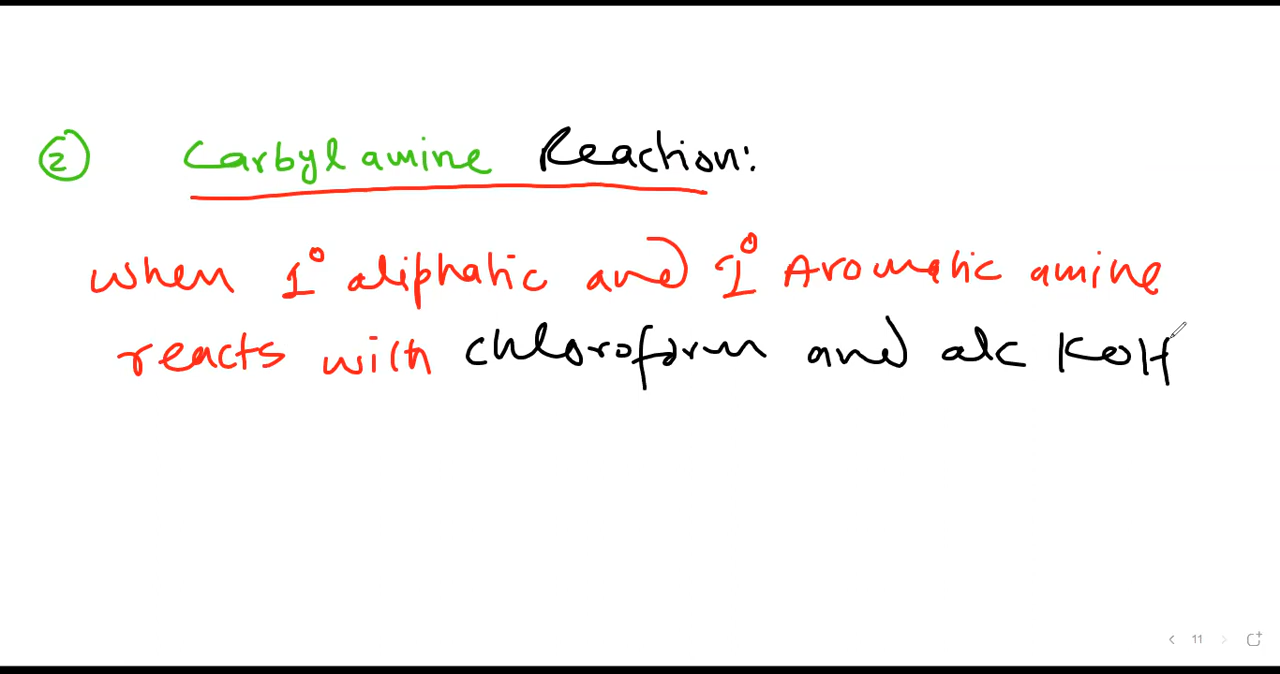 ② Carbylamine Reaction:
when 1° aliphatic and 1° Aromatic amine
reacts with chloroform and alc KOH
< 11 >